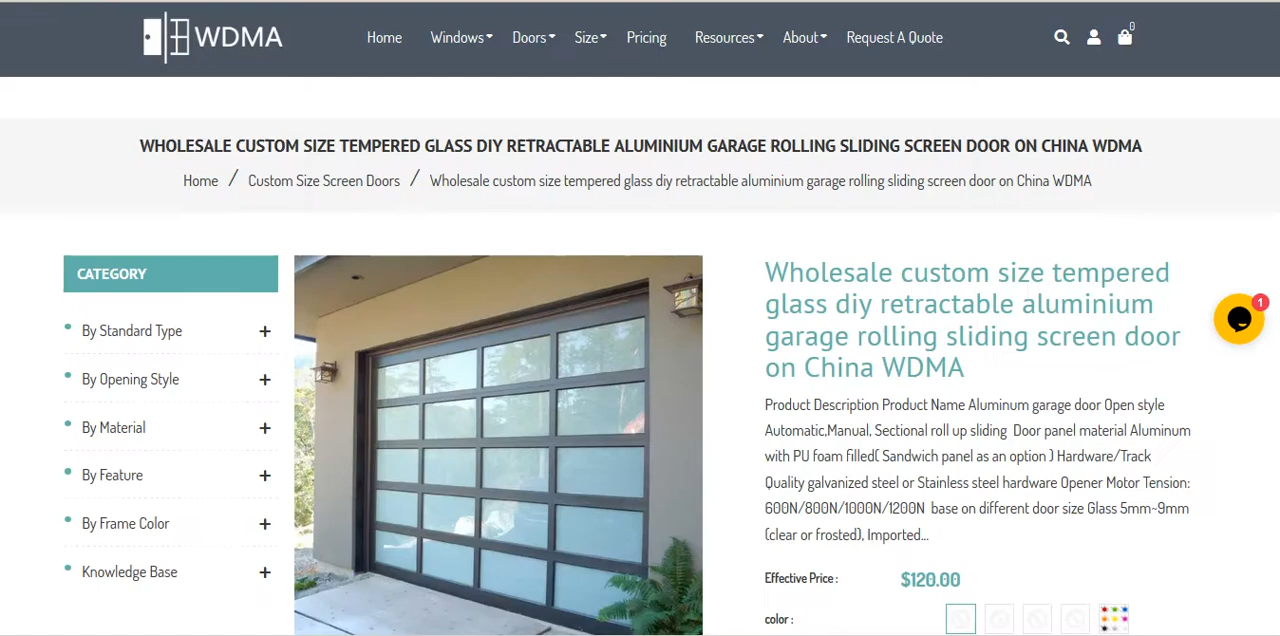 WDMA
Home Windows Doors Size Pricing Resources About Request A Quote
0
WHOLESALE CUSTOM SIZE TEMPERED GLASS DIY RETRACTABLE ALUMINIUM GARAGE ROLLING SLIDING SCREEN DOOR ON CHINA WDMA
Home / Custom Size Screen Doors / Wholesale custom size tempered glass diy retractable aluminium garage rolling sliding screen door on China WDMA
CATEGORY
By Standard Type +
By Opening Style +
By Material +
By Feature +
By Frame Color +
Knowledge Base +
Wholesale custom size tempered
glass diy retractable aluminium
garage rolling sliding screen door
on China WDMA
Product Description Product Name Aluminum garage door Open style
Automatic,Manual, Sectional roll up sliding Door panel material Aluminum
with PU foam filled( Sandwich panel as an option ) Hardware/Track
Quality galvanized steel or Stainless steel hardware Opener Motor Tension:
600N/800N/1000N/1200N base on different door size Glass 5mm~9mm
(clear or frosted), Imported...
Effective Price : $120.00
color :
1